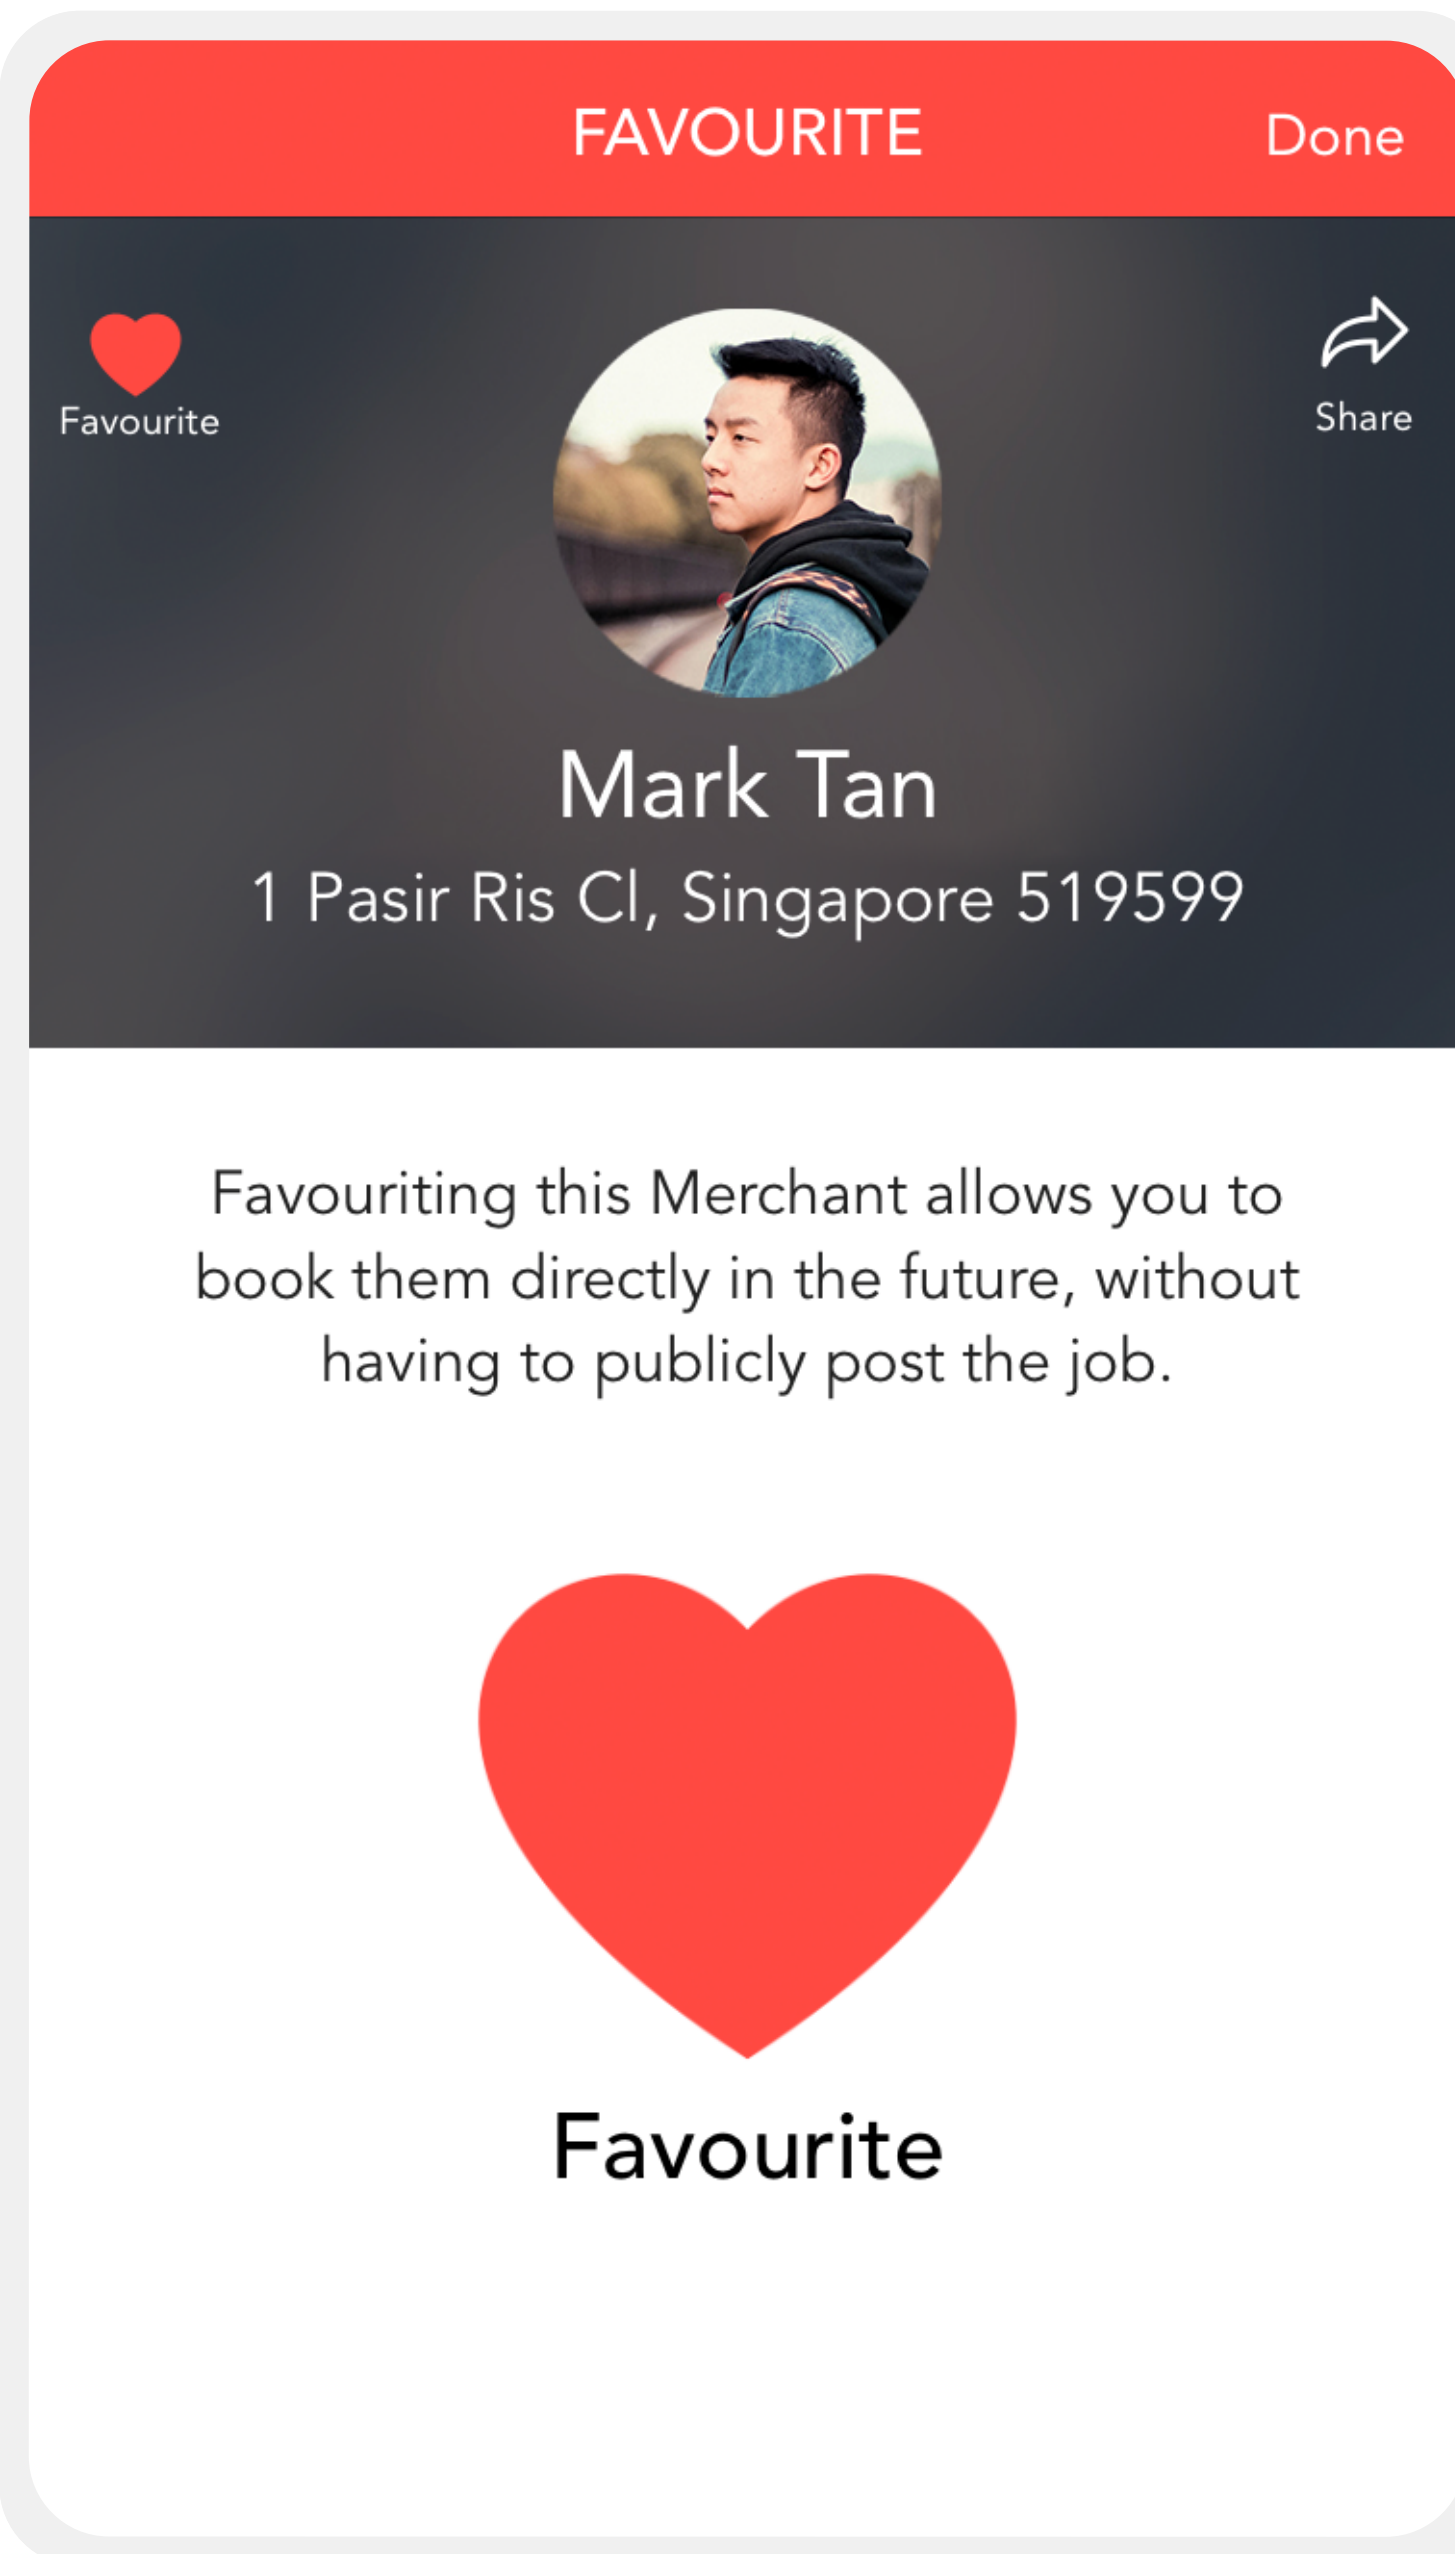 FAVOURITE
Done
Favourite
Share
Mark Tan
1 Pasir Ris Cl, Singapore 519599
Favouriting this Merchant allows you to
book them directly in the future, without
having to publicly post the job.
Favourite